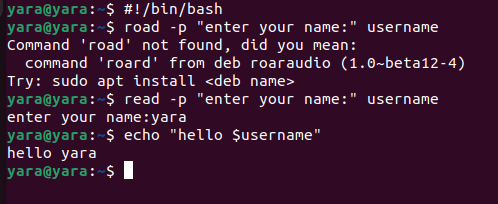 yara@yara:~$ #!/bin/bash
yara@yara:~$ road -p "enter your name:" username
Command 'road' not found, did you mean:
  command 'roard' from deb roaraudio (1.0~beta12-4)
Try: sudo apt install <deb name>
yara@yara:~$ read -p "enter your name:" username
enter your name:yara
yara@yara:~$ echo "hello $username"
hello yara
yara@yara:~$